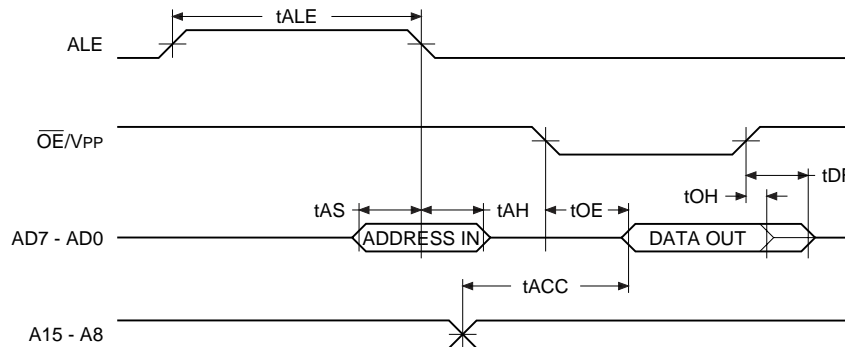 tALE
ALE
OE/VPP
tDF
tOH
tAS
tAH
tOE
AD7 - AD0
ADDRESS IN
DATA OUT
tACC
A15 - A8